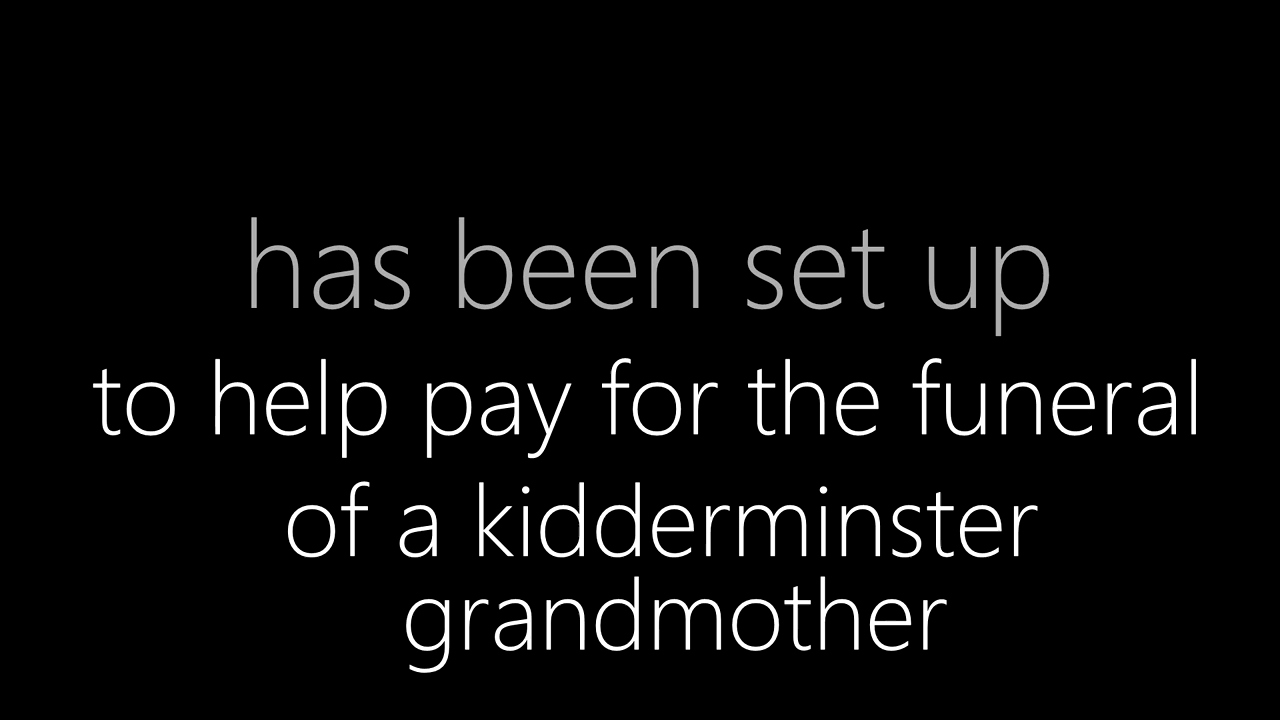 has been set up
to help pay for the funeral
of a kidderminster
grandmother